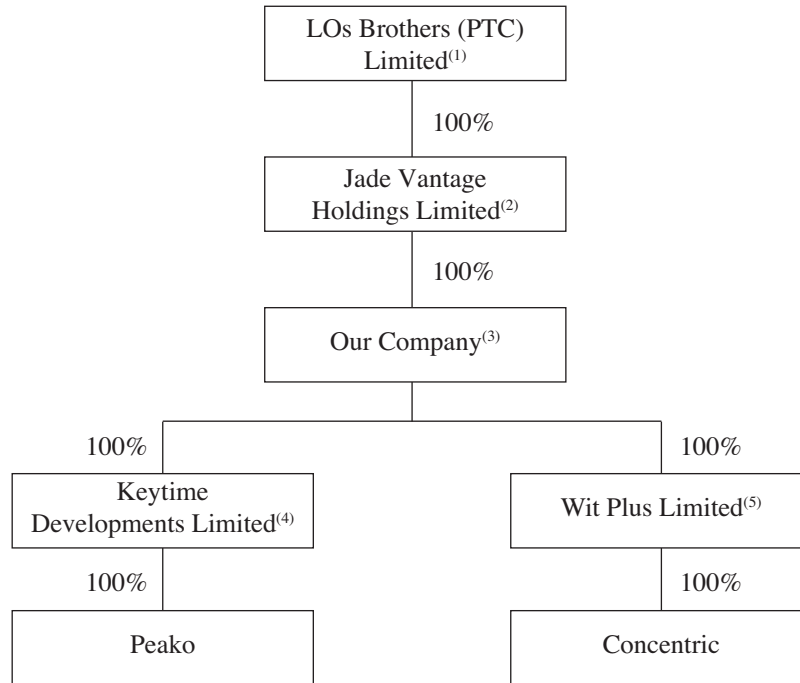 LOs Brothers (PTC)
Limited(1)
100%
Jade Vantage
Holdings Limited(2)
100%
Our Company(3)
100%
100%
Keytime
Developments Limited(4)
Wit Plus Limited(5)
100%
100%
Peako
Concentric